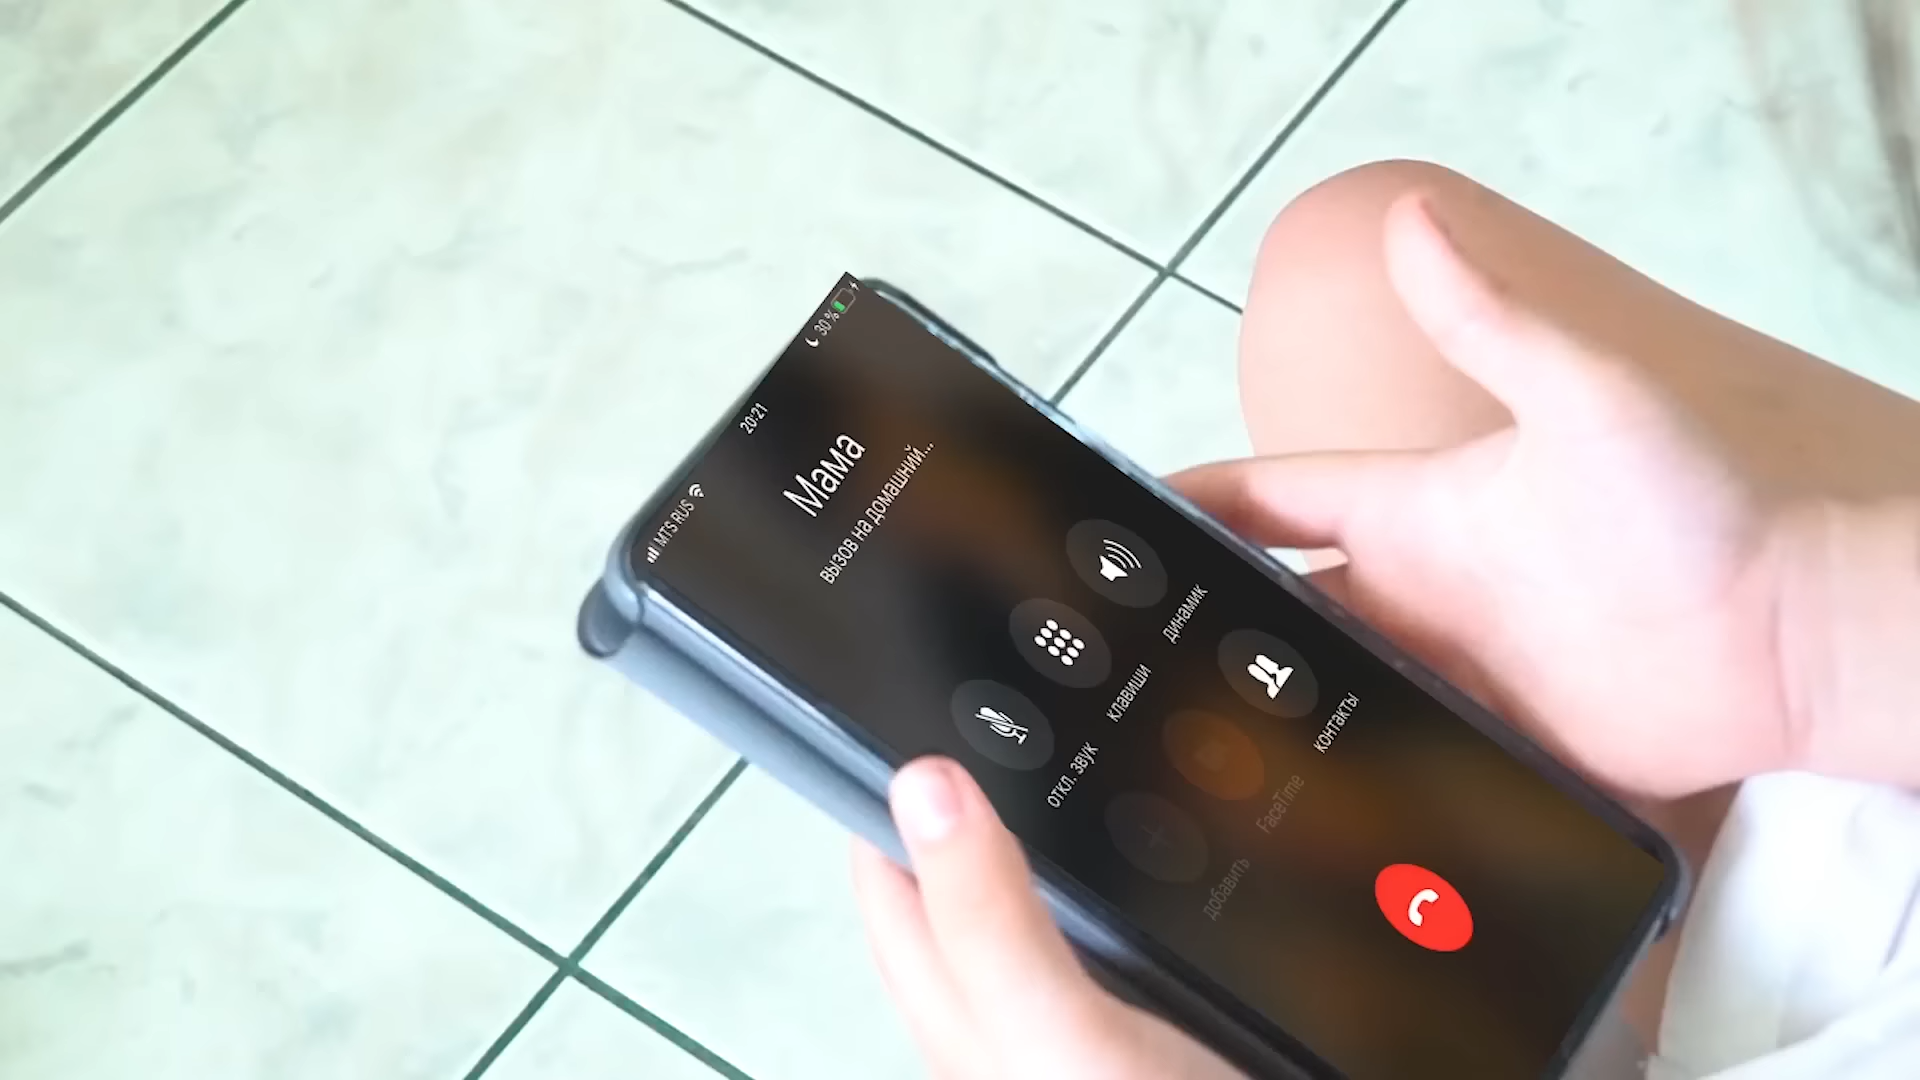 MTS RUS 20:21 30 %
Мама
вызов на домашний...
откл. звук клавиши динамик
добавить FaceTime контакты